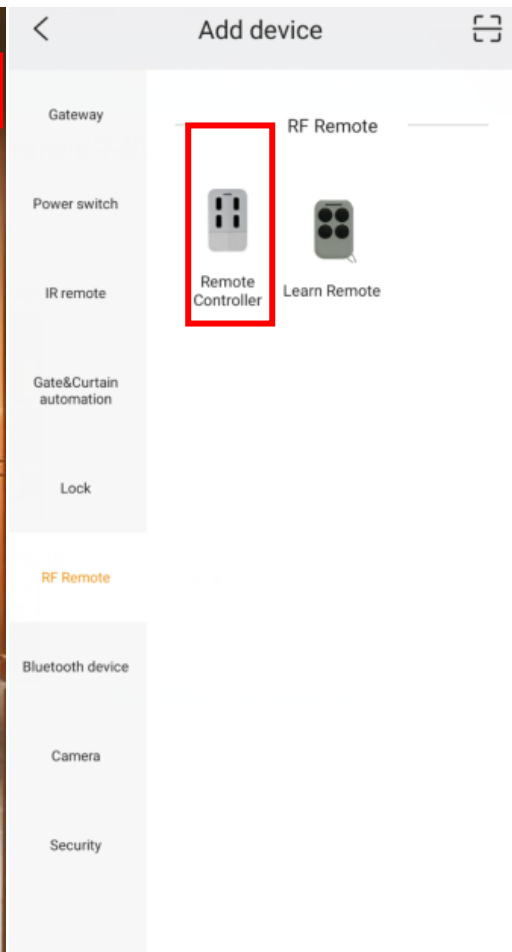 Add device
Gateway
Power switch
IR remote
Gate&Curtain
automation
Lock
RF Remote
Bluetooth device
Camera
Security
RF Remote
Remote
Controller
Learn Remote